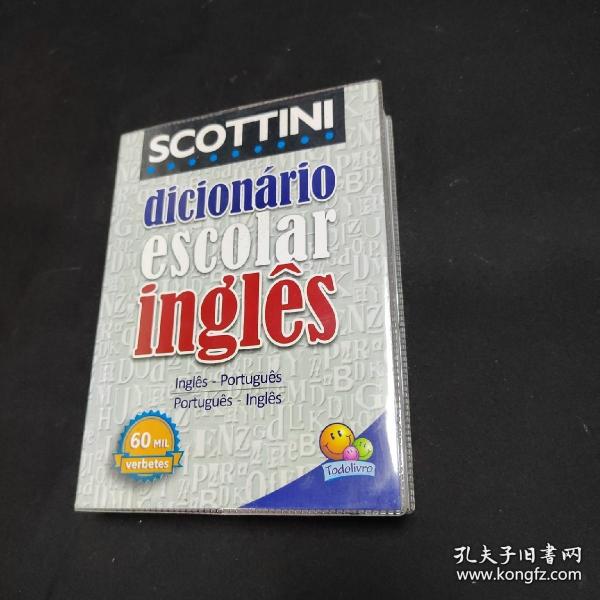 SCOTTINI
dicionário
escolar
inglês
Inglês - Português
Português - Inglês
60 MIL
verbetes
Todolivro
孔夫子旧书网
www.kongfz.com